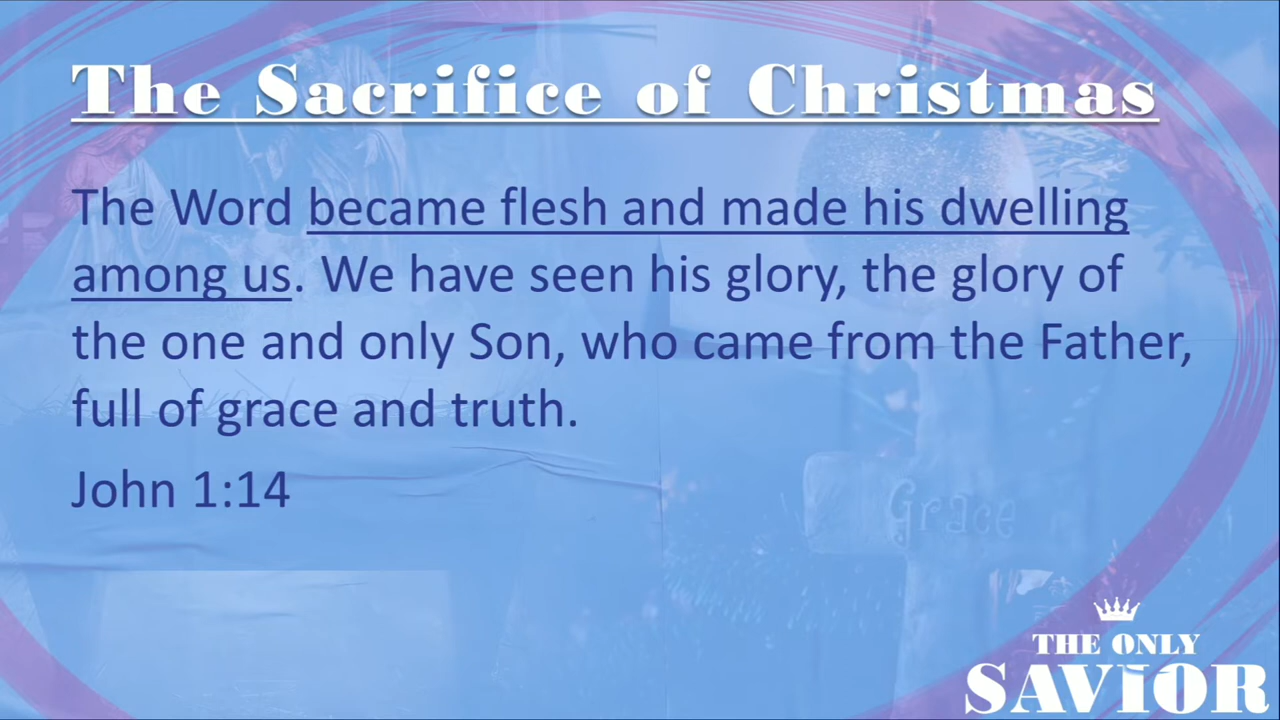 The Sacrifice of Christmas
The Word became flesh and made his dwelling
among us. We have seen his glory, the glory of
the one and only Son, who came from the Father,
full of grace and truth.
John 1:14
Grace
THE ONLY
SAVIOR